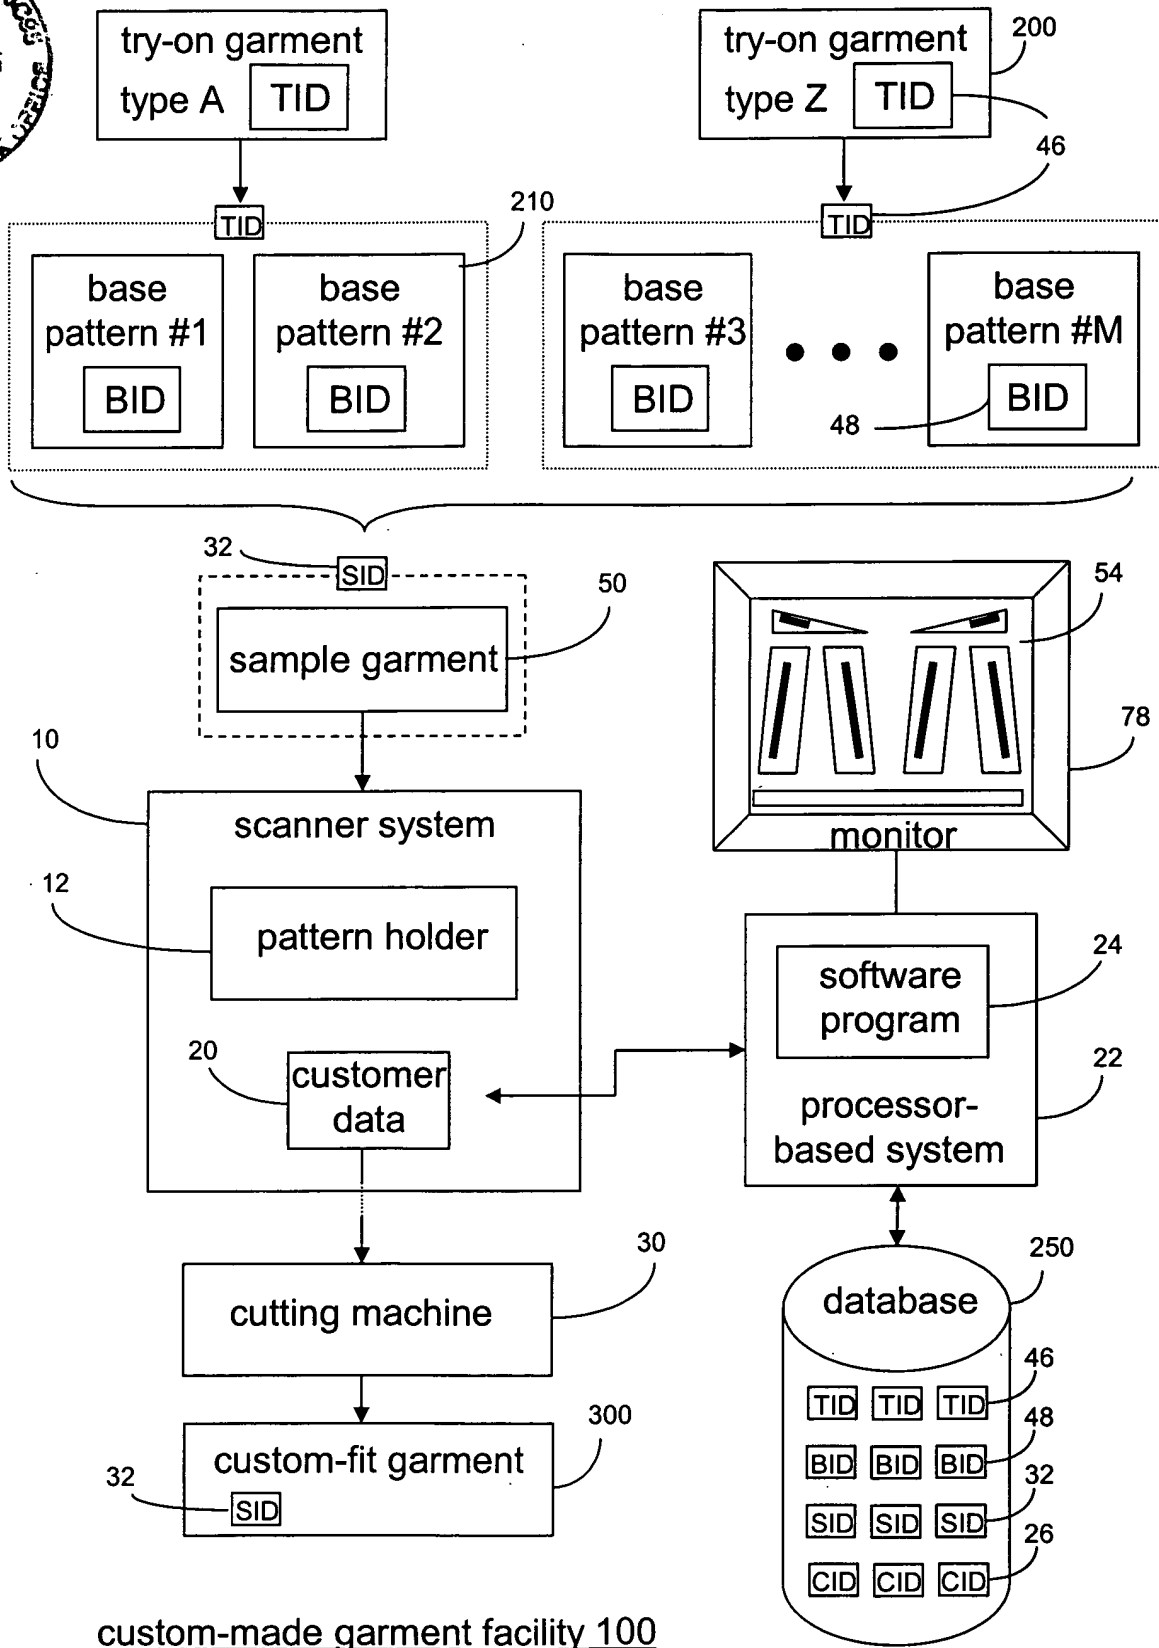 try-on garment
type A
TID
try-on garment
type Z
TID
200
46
TID
210
TID
base
pattern #1
BID
base
pattern #2
BID
base
pattern #3
BID
base
pattern #M
BID
48
32
SID
sample garment
50
54
78
monitor
10
scanner system
12
pattern holder
20
customer
data
software
program
24
processor-
based system
22
30
cutting machine
300
custom-fit garment
32
SID
250
database
46
TID TID TID
48
BID BID BID
32
SID SID SID
26
CID CID CID
custom-made garment facility 100